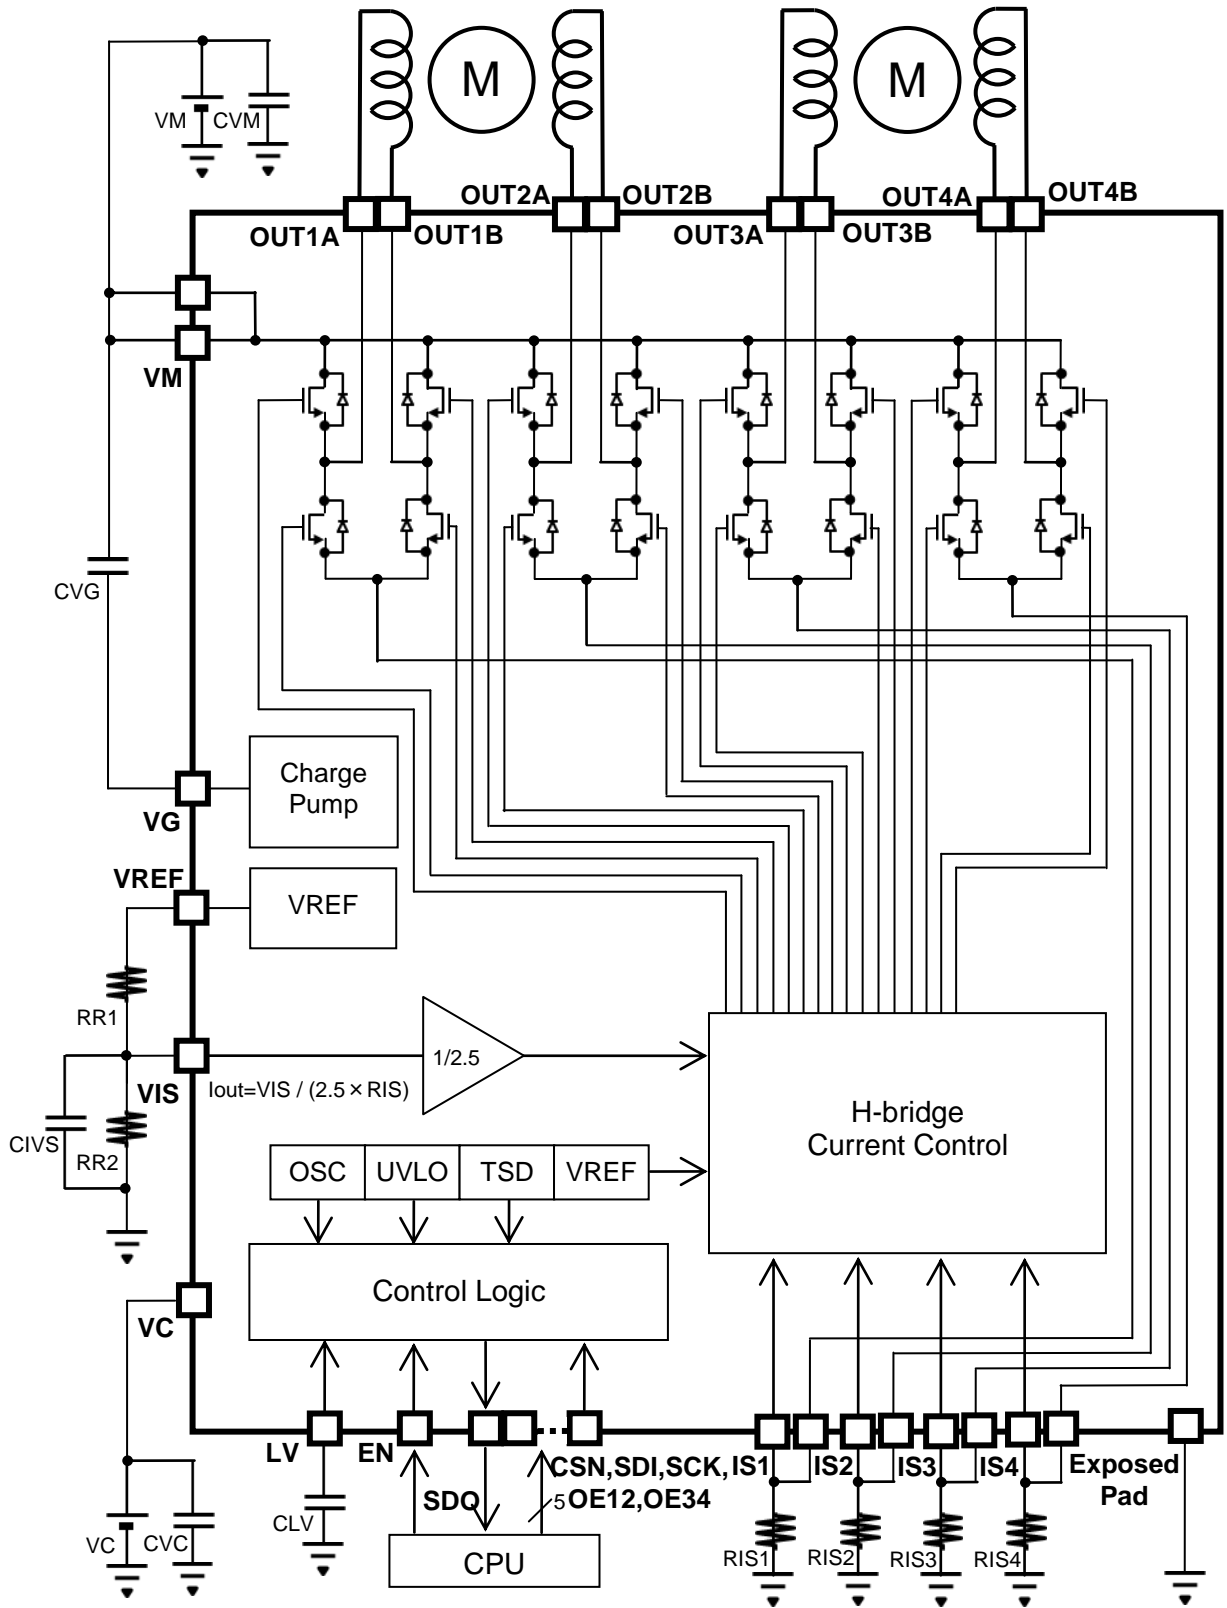 M
M
VM
CVM
OUT1A
OUT1B
OUT2A
OUT2B
OUT3A
OUT3B
OUT4A
OUT4B
VM
CVG
Charge
Pump
VG
VREF
VREF
RR1
VIS
Iout=VIS / (2.5×RIS)
1/2.5
H-bridge
Current Control
CIVS
RR2
OSC
UVLO
TSD
VREF
Control Logic
VC
LV
EN
CSN,SDI,SCK,
OE12,OE34
IS1
IS2
IS3
IS4
Exposed
Pad
SDO
5
CLV
CPU
VC
CVC
RIS1
RIS2
RIS3
RIS4